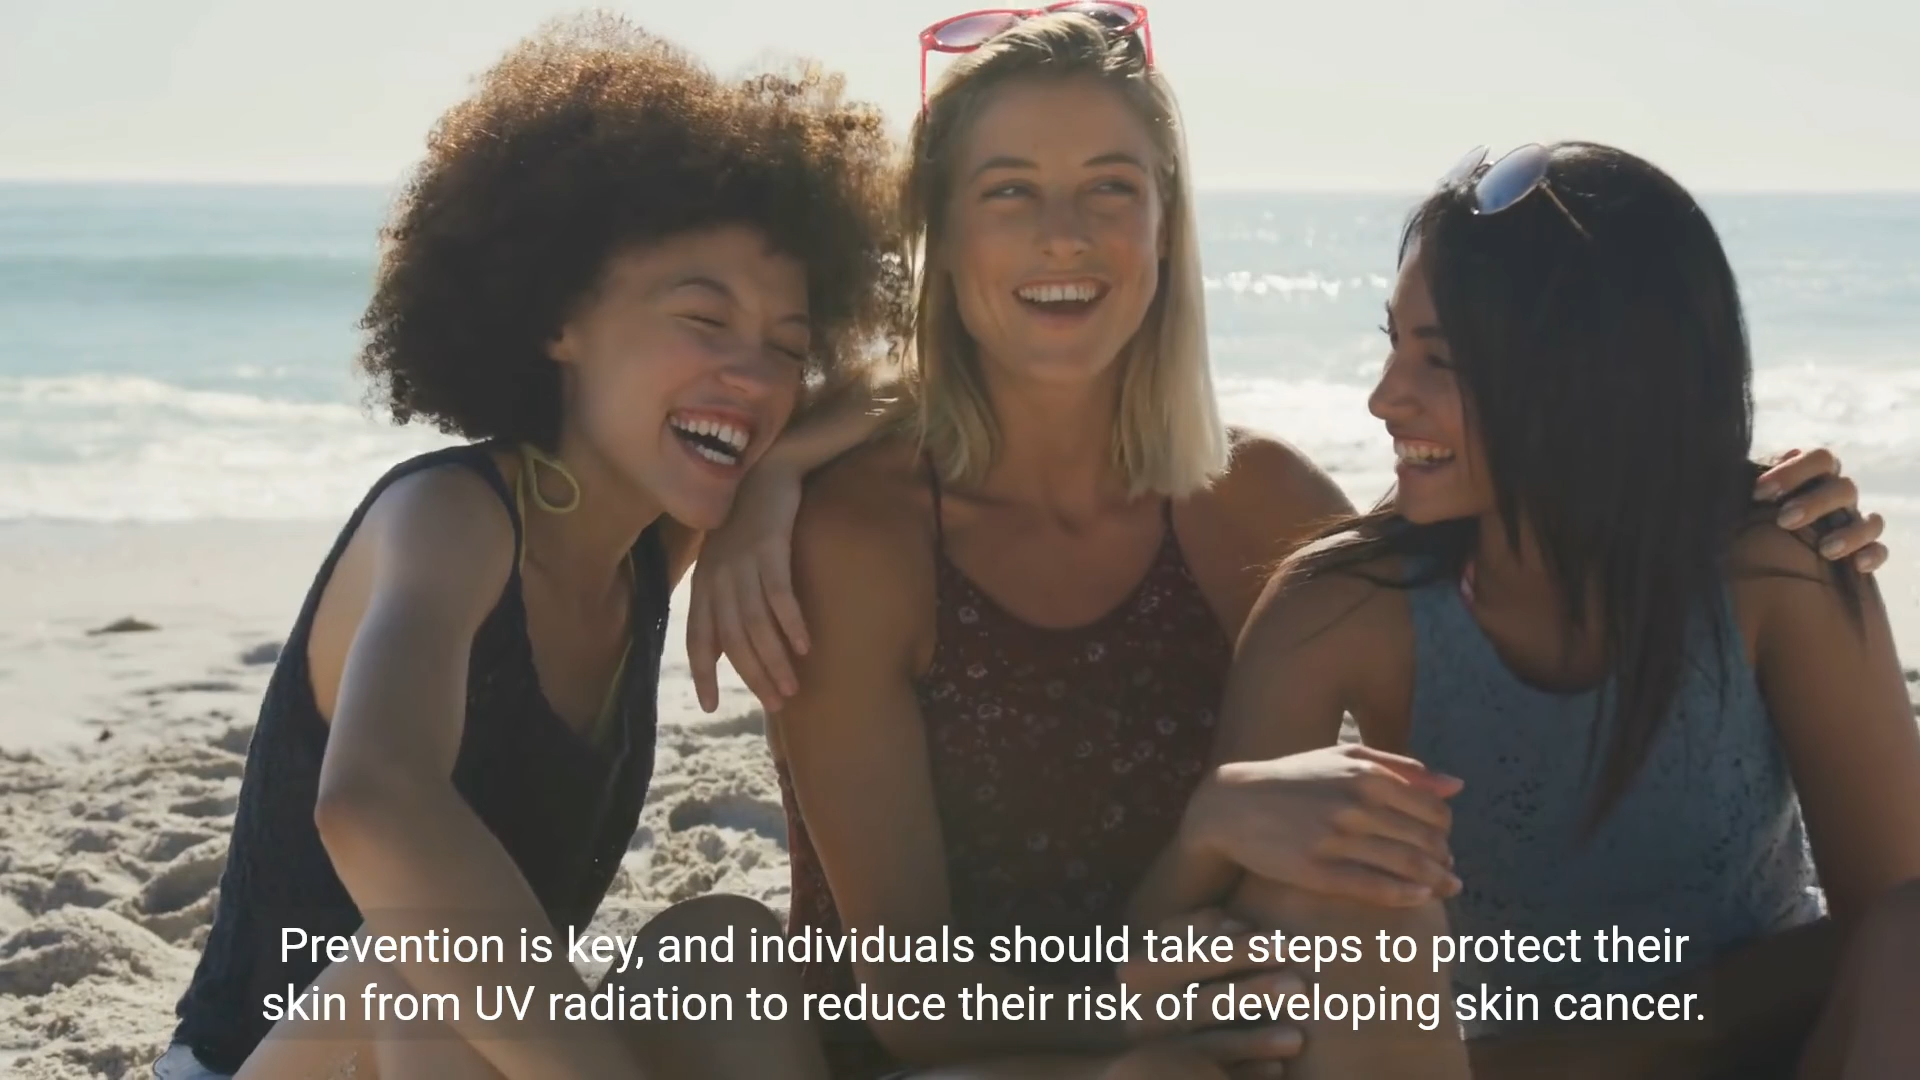 Prevention is key, and individuals should take steps to protect their
skin from UV radiation to reduce their risk of developing skin cancer.